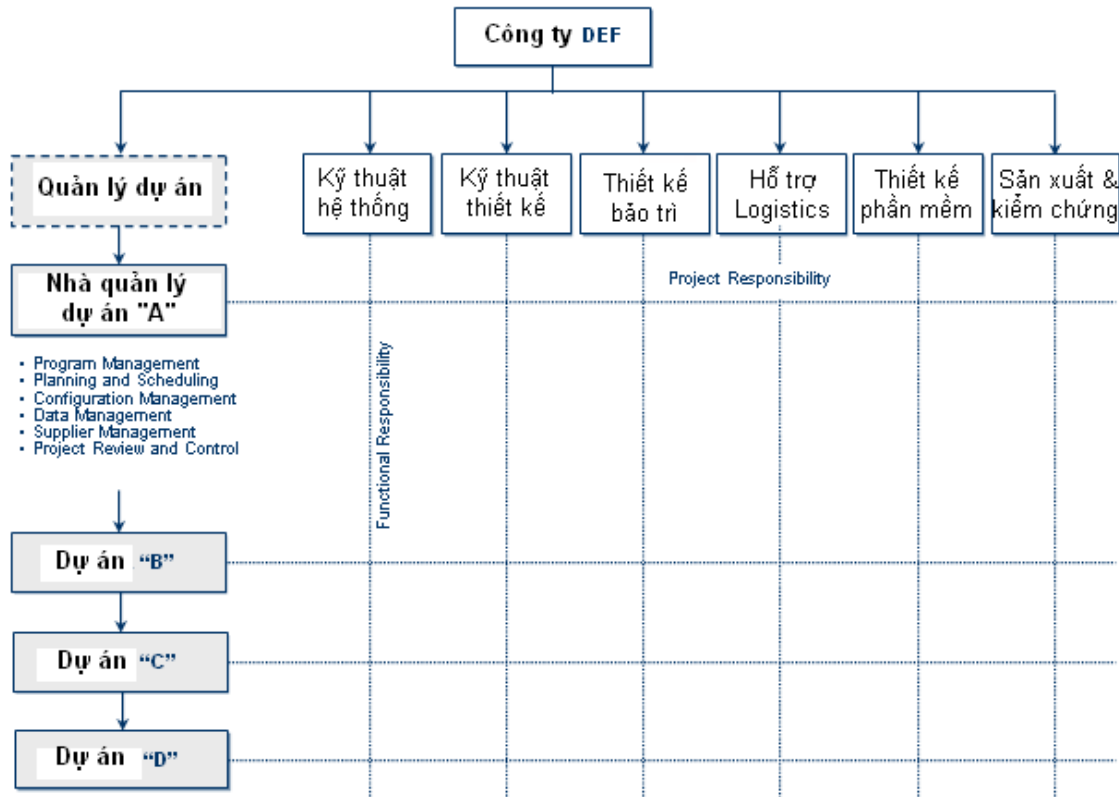 Công ty DEF
Quản lý dự án
Kỹ thuật
hệ thống
Kỹ thuật
thiết kế
Thiết kế
bảo trì
Hỗ trợ
Logistics
Thiết kế
phần mềm
Sản xuất &
kiểm chứng
Nhà quản lý
dự án "A"
Project Responsibility
Functional Responsibility
• Program Management
• Planning and Scheduling
• Configuration Management
• Data Management
• Supplier Management
• Project Review and Control
Dự án “B”
Dự án “C”
Dự án “D”